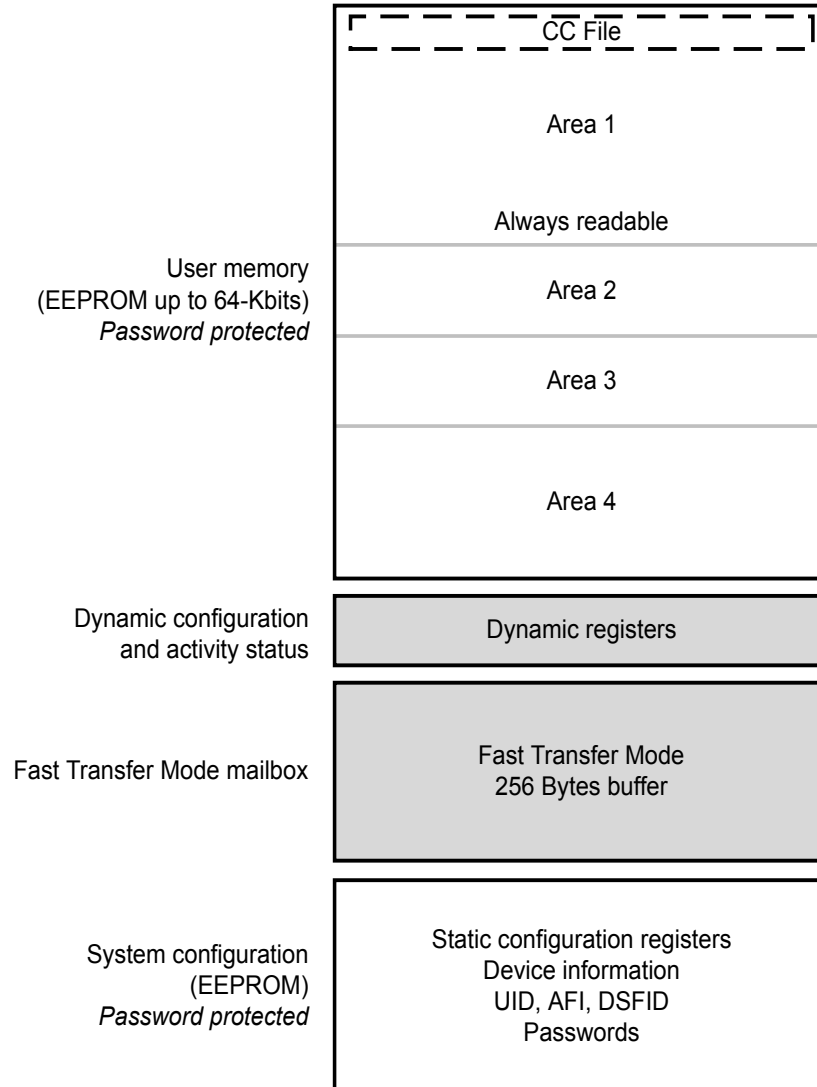 CC File
Area 1
Always readable
User memory
(EEPROM up to 64-Kbits)
Password protected
Area 2
Area 3
Area 4
Dynamic configuration
and activity status
Dynamic registers
Fast Transfer Mode mailbox
Fast Transfer Mode
256 Bytes buffer
System configuration
(EEPROM)
Password protected
Static configuration registers
Device information
UID, AFI, DSFID
Passwords